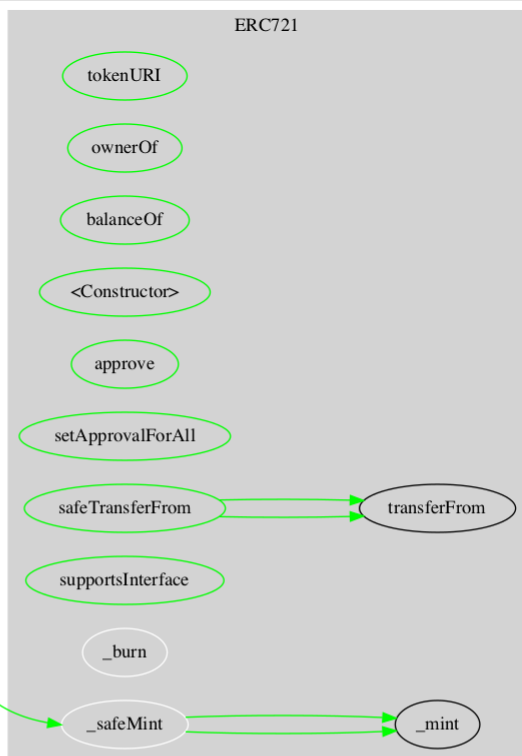 ERC721
tokenURI
ownerOf
balanceOf
<Constructor>
approve
setApprovalForAll
safeTransferFrom
transferFrom
supportsInterface
_burn
_safeMint
_mint